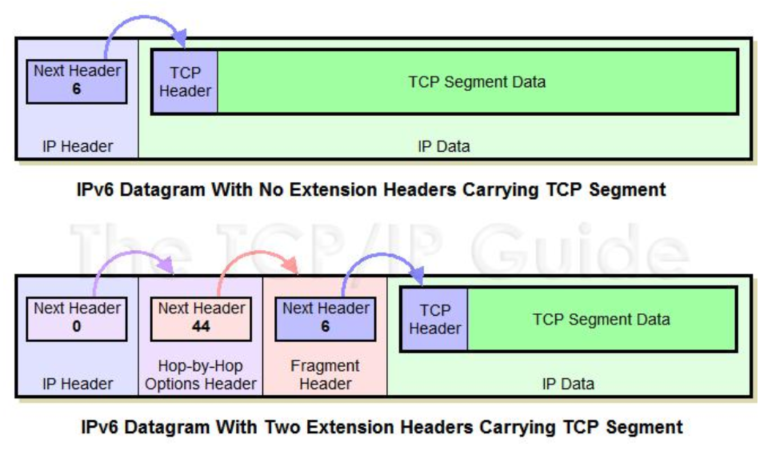 Next Header
6
TCP
Header
TCP Segment Data
IP Header
IP Data
IPv6 Datagram With No Extension Headers Carrying TCP Segment
The TCP/IP Guide
Next Header
0
Next Header
44
Next Header
6
TCP
Header
TCP Segment Data
IP Header
Hop-by-Hop
Options Header
Fragment
Header
IP Data
IPv6 Datagram With Two Extension Headers Carrying TCP Segment